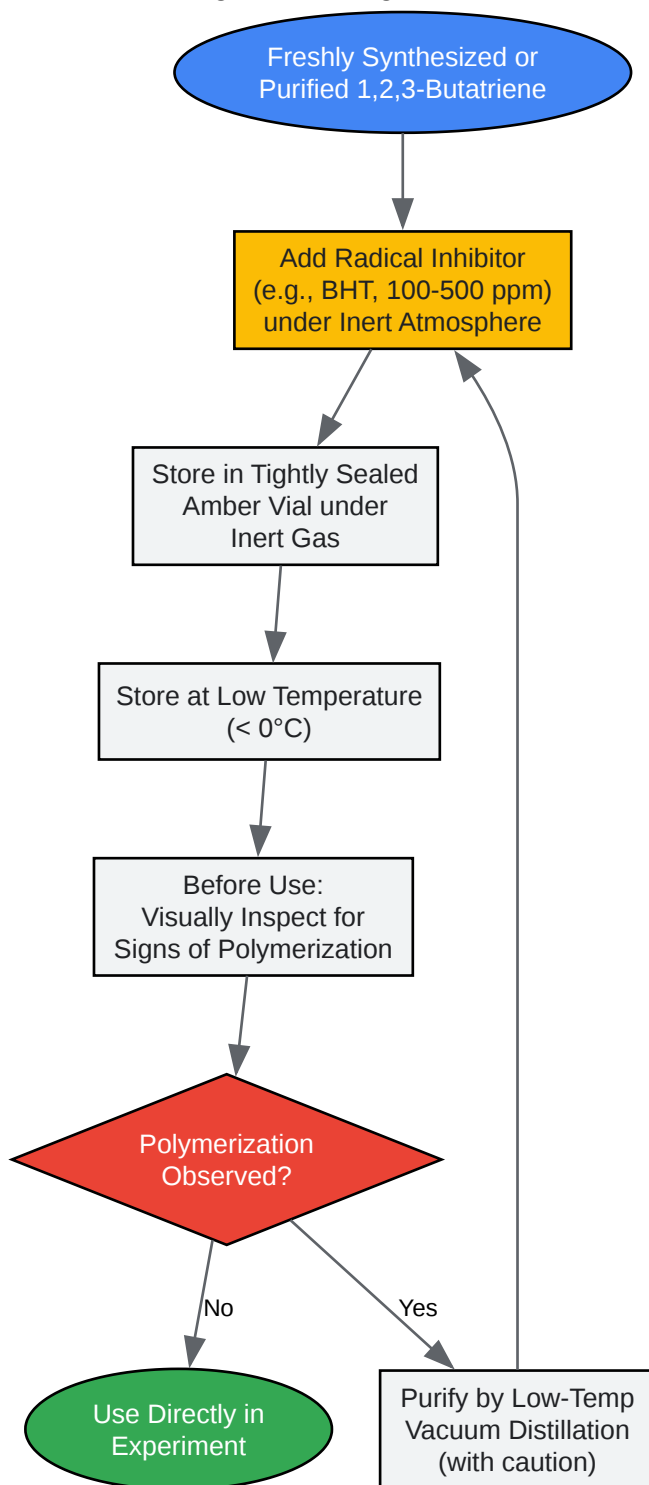 Freshly Synthesized or
Purified 1,2,3-Butatriene
Add Radical Inhibitor
(e.g., BHT, 100-500 ppm)
under Inert Atmosphere
Store in Tightly Sealed
Amber Vial under
Inert Gas
Store at Low Temperature
(< 0°C)
Before Use:
Visually Inspect for
Signs of Polymerization
Polymerization
Observed?
No
Yes
Use Directly in
Experiment
Purify by Low-Temp
Vacuum Distillation
(with caution)